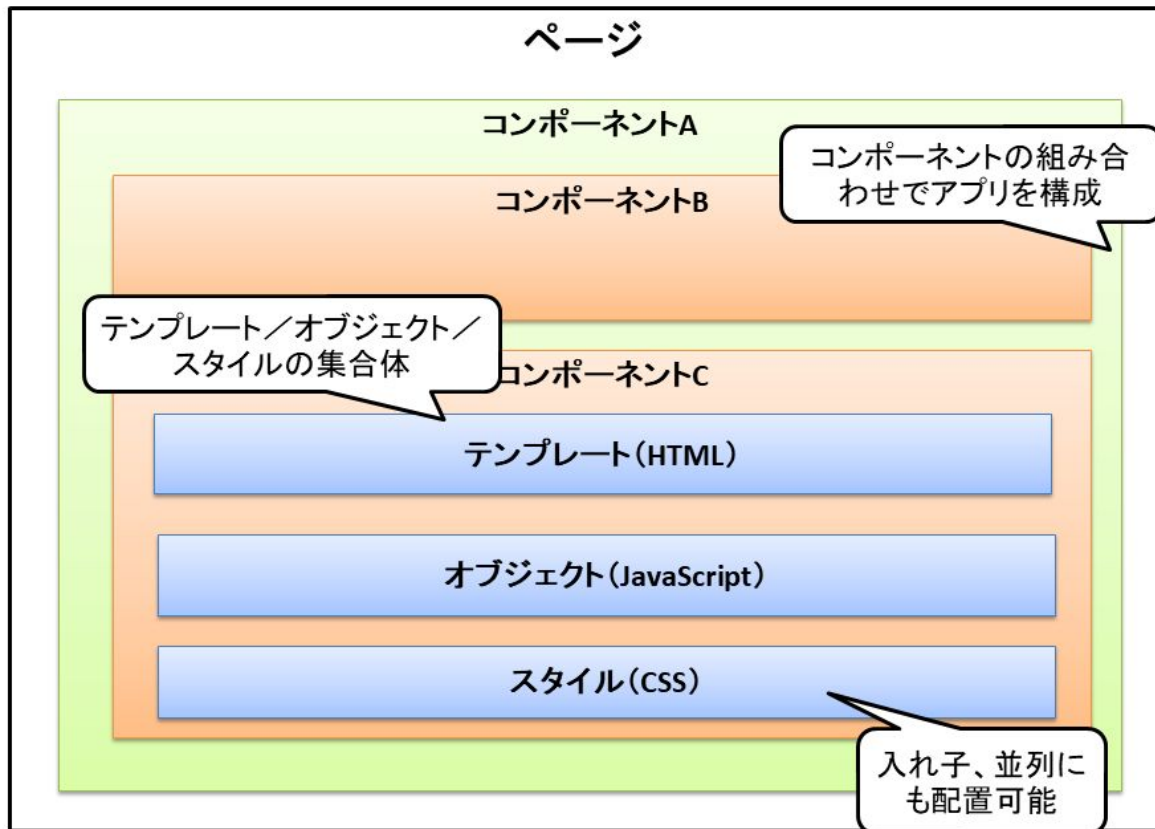 ページ
コンポーネントA
コンポーネントの組み合
わせでアプリを構成
コンポーネントB
テンプレート／オブジェクト／
スタイルの集合体
コンポーネントC
テンプレート（HTML）
オブジェクト（JavaScript）
スタイル（CSS）
入れ子、並列に
も配置可能